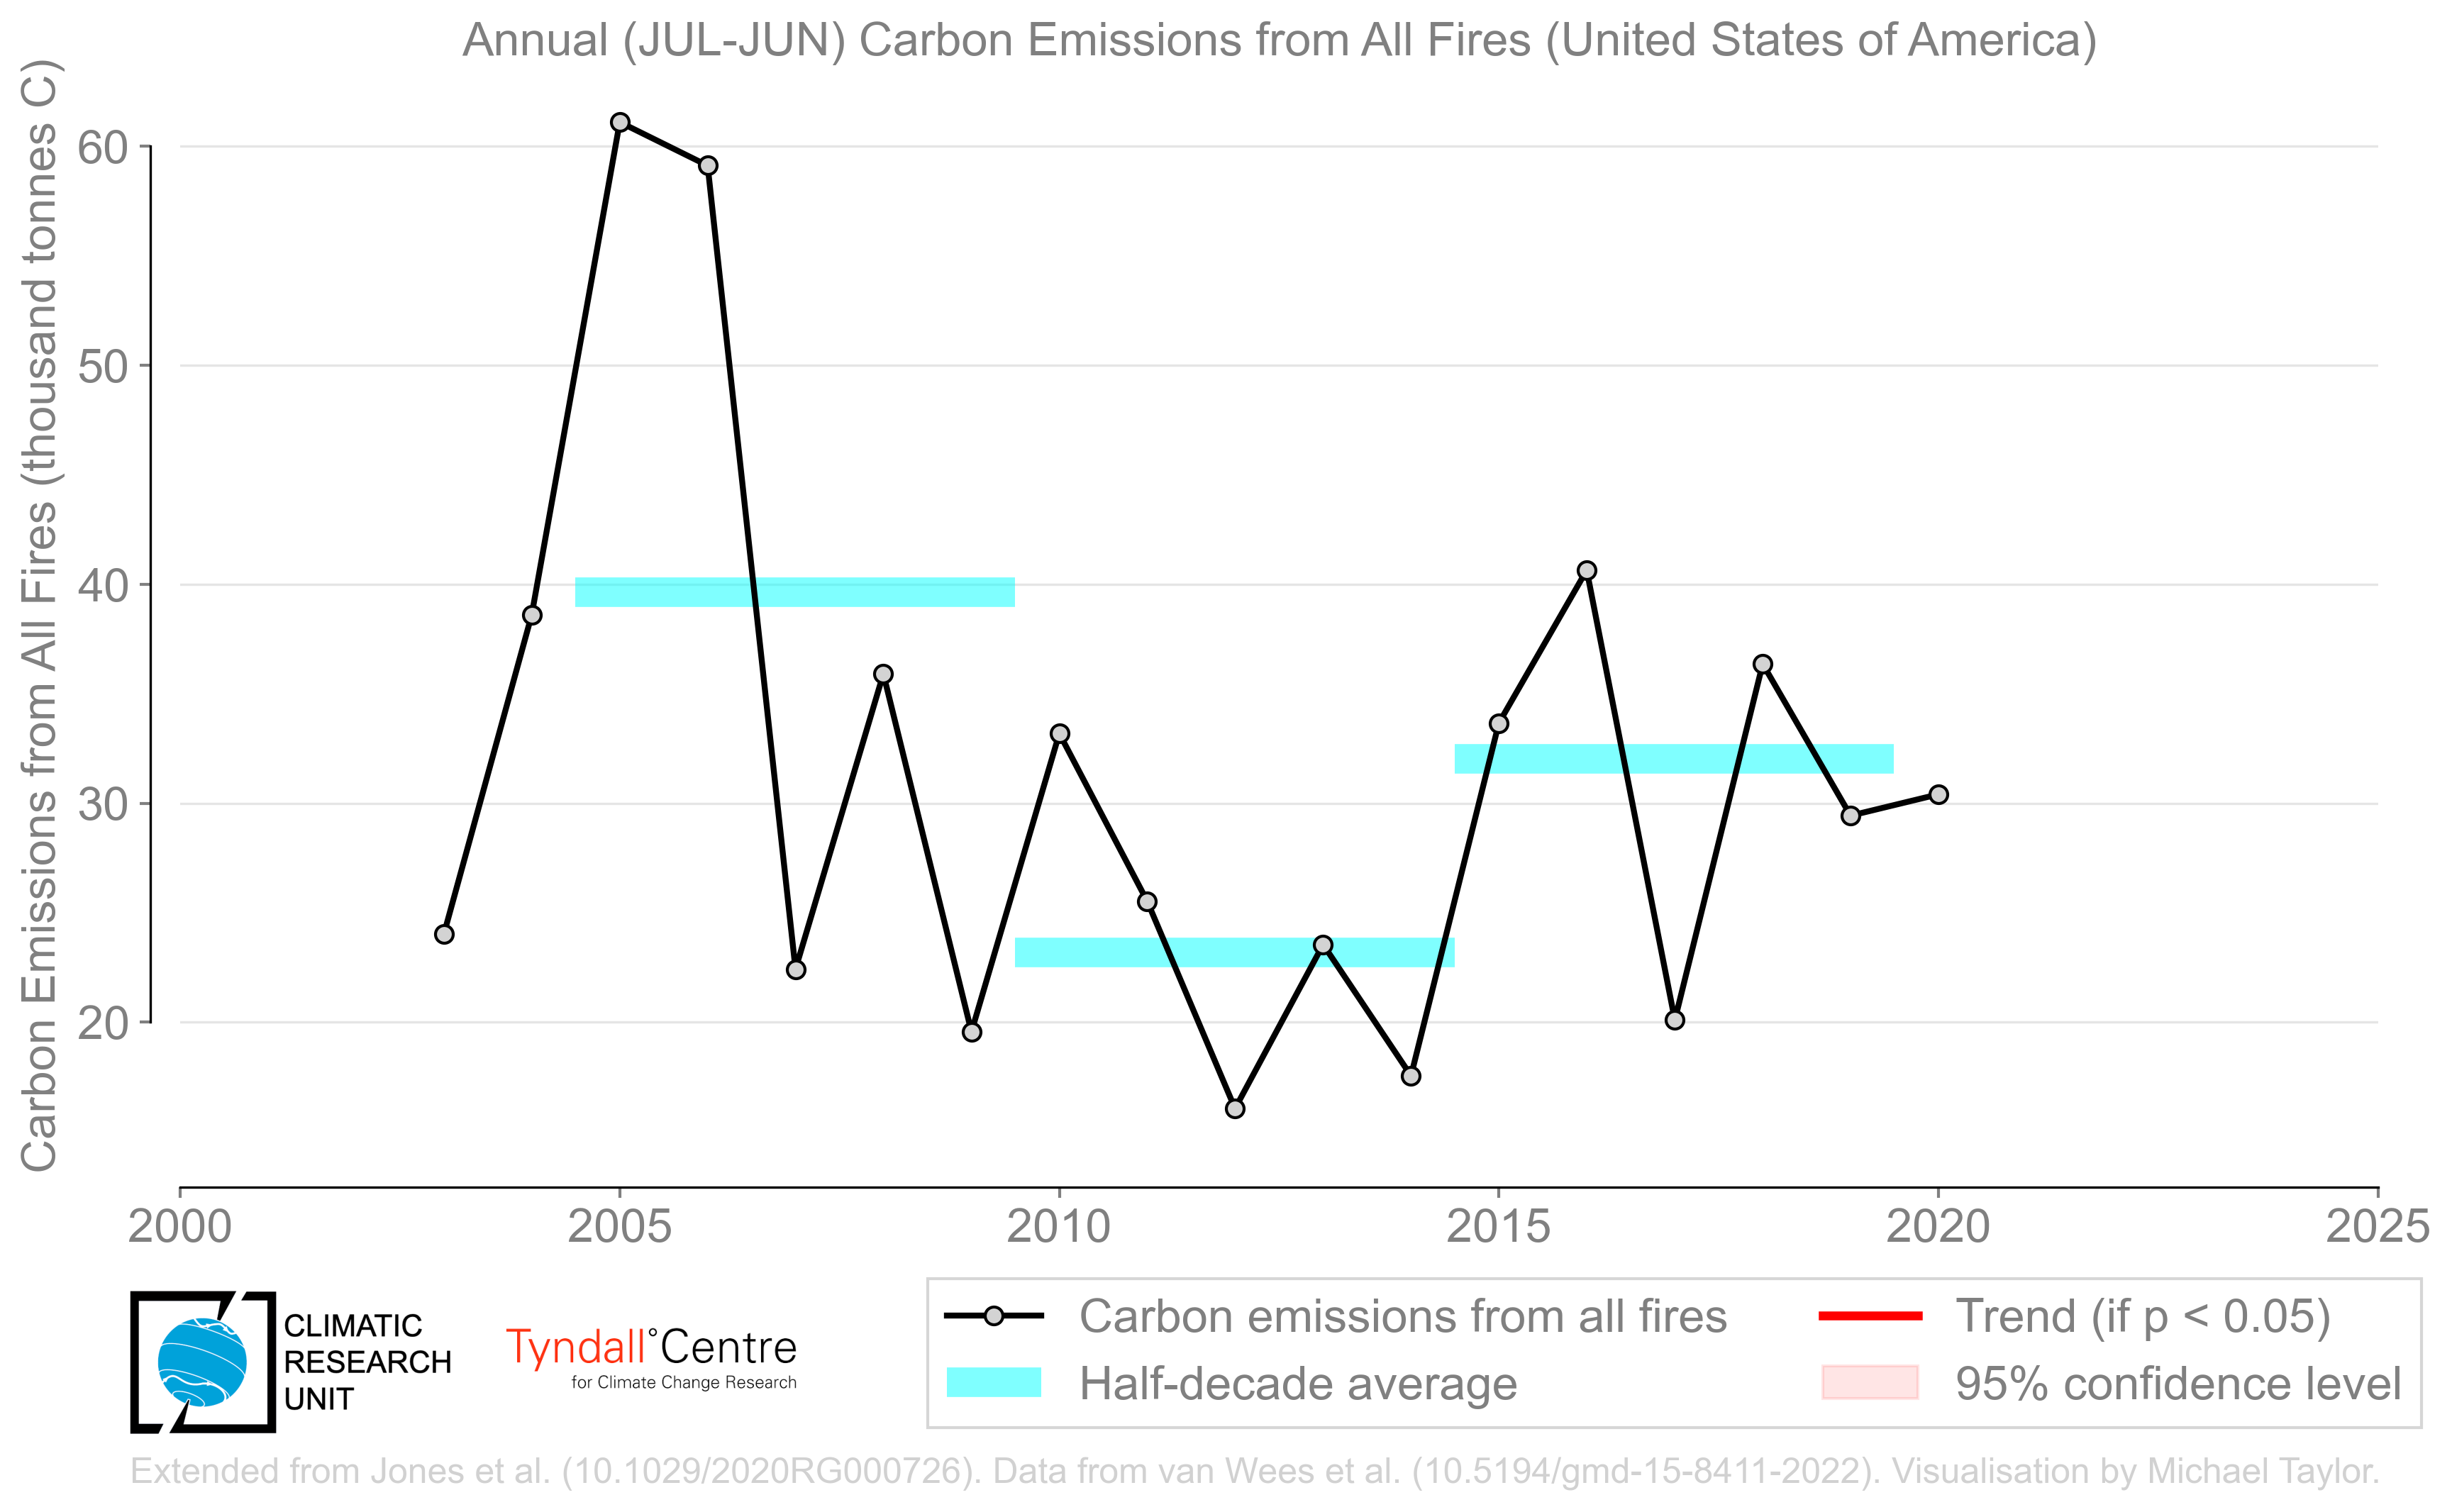 Annual (JUL-JUN) Carbon Emissions from All Fires (United States of America)
Carbon Emissions from All Fires (thousand tonnes C)
60
50
40
30
20
2000 2005 2010 2015 2020 2025
CLIMATIC
RESEARCH
UNIT
Tyndall°Centre
for Climate Change Research
Carbon emissions from all fires
Half-decade average
Trend (if p < 0.05)
95% confidence level
Extended from Jones et al. (10.1029/2020RG000726). Data from van Wees et al. (10.5194/gmd-15-8411-2022). Visualisation by Michael Taylor.